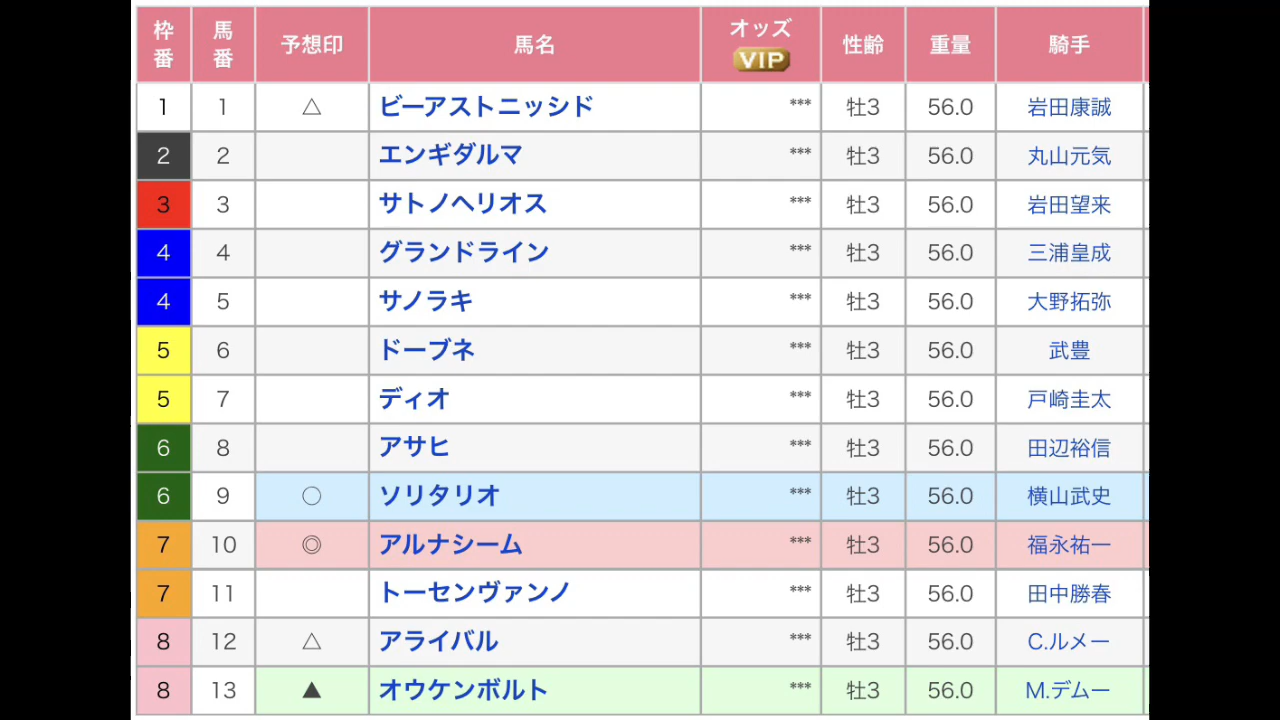 枠番 馬番 予想印 馬名 オッズ VIP 性齢 重量 騎手
1 1 △ ビーアストニッシド *** 牡3 56.0 岩田康誠
2 2 エンギダルマ *** 牡3 56.0 丸山元気
3 3 サトノヘリオス *** 牡3 56.0 岩田望来
4 4 グランドライン *** 牡3 56.0 三浦皇成
4 5 サノラキ *** 牡3 56.0 大野拓弥
5 6 ドーブネ *** 牡3 56.0 武豊
5 7 ディオ *** 牡3 56.0 戸崎圭太
6 8 アサヒ *** 牡3 56.0 田辺裕信
6 9 ○ ソリタリオ *** 牡3 56.0 横山武史
7 10 ◎ アルナシーム *** 牡3 56.0 福永祐一
7 11 トーセンヴァンノ *** 牡3 56.0 田中勝春
8 12 △ アライバル *** 牡3 56.0 C.ルメー
8 13 ▲ オウケンボルト *** 牡3 56.0 M.デムー